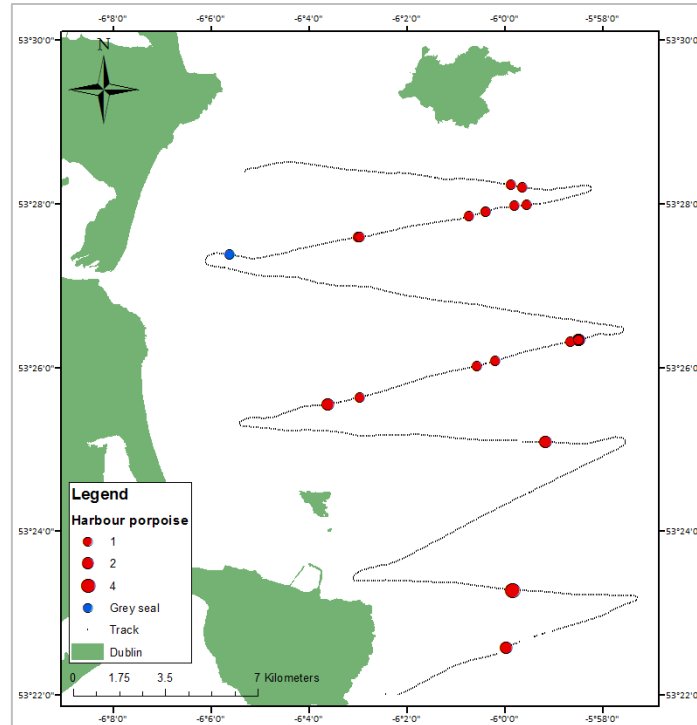 -6°8'0" -6°6'0" -6°4'0" -6°2'0" -6°0'0" -5°58'0"
53°30'0" 53°30'0"
N
53°28'0" 53°28'0"
53°26'0" 53°26'0"
53°24'0" 53°24'0"
Legend
Harbour porpoise
1
2
4
Grey seal
Track
Dublin
0 1.75 3.5 7 Kilometers
53°22'0" 53°22'0"
-6°8'0" -6°6'0" -6°4'0" -6°2'0" -6°0'0" -5°58'0"